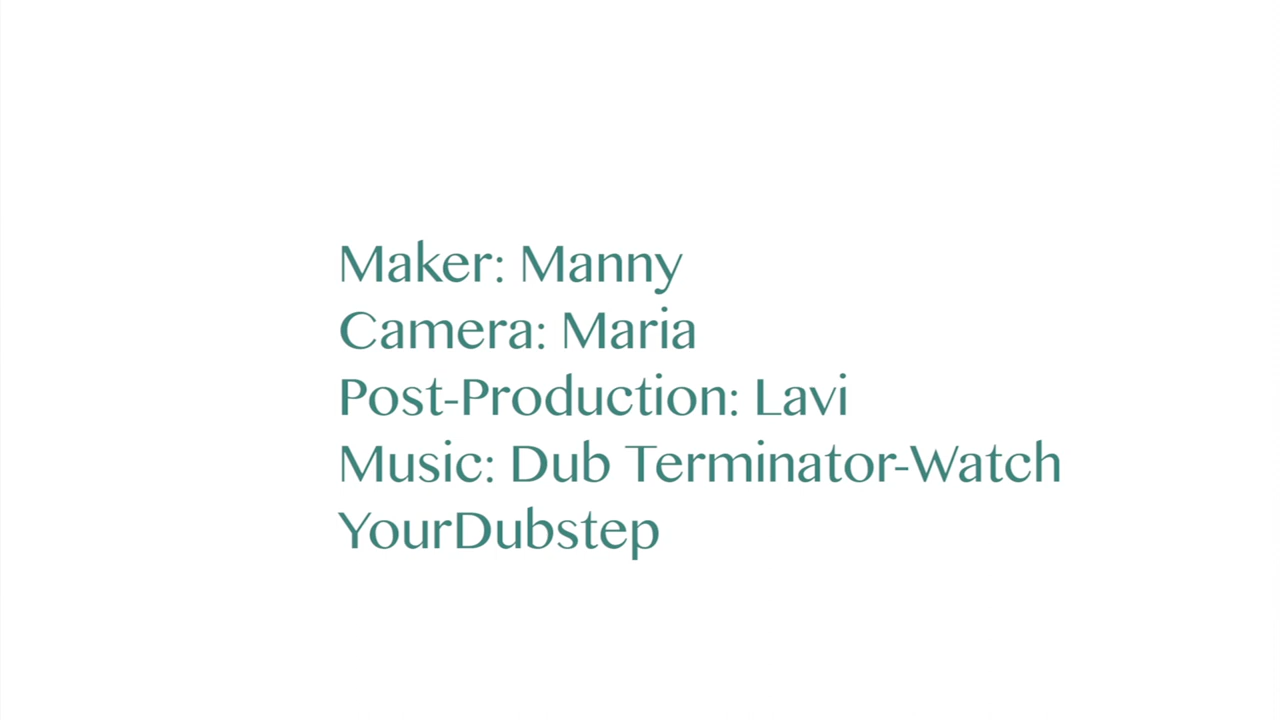 Maker: Manny
Camera: Maria
Post-Production: Lavi
Music: Dub Terminator-Watch
YourDubstep